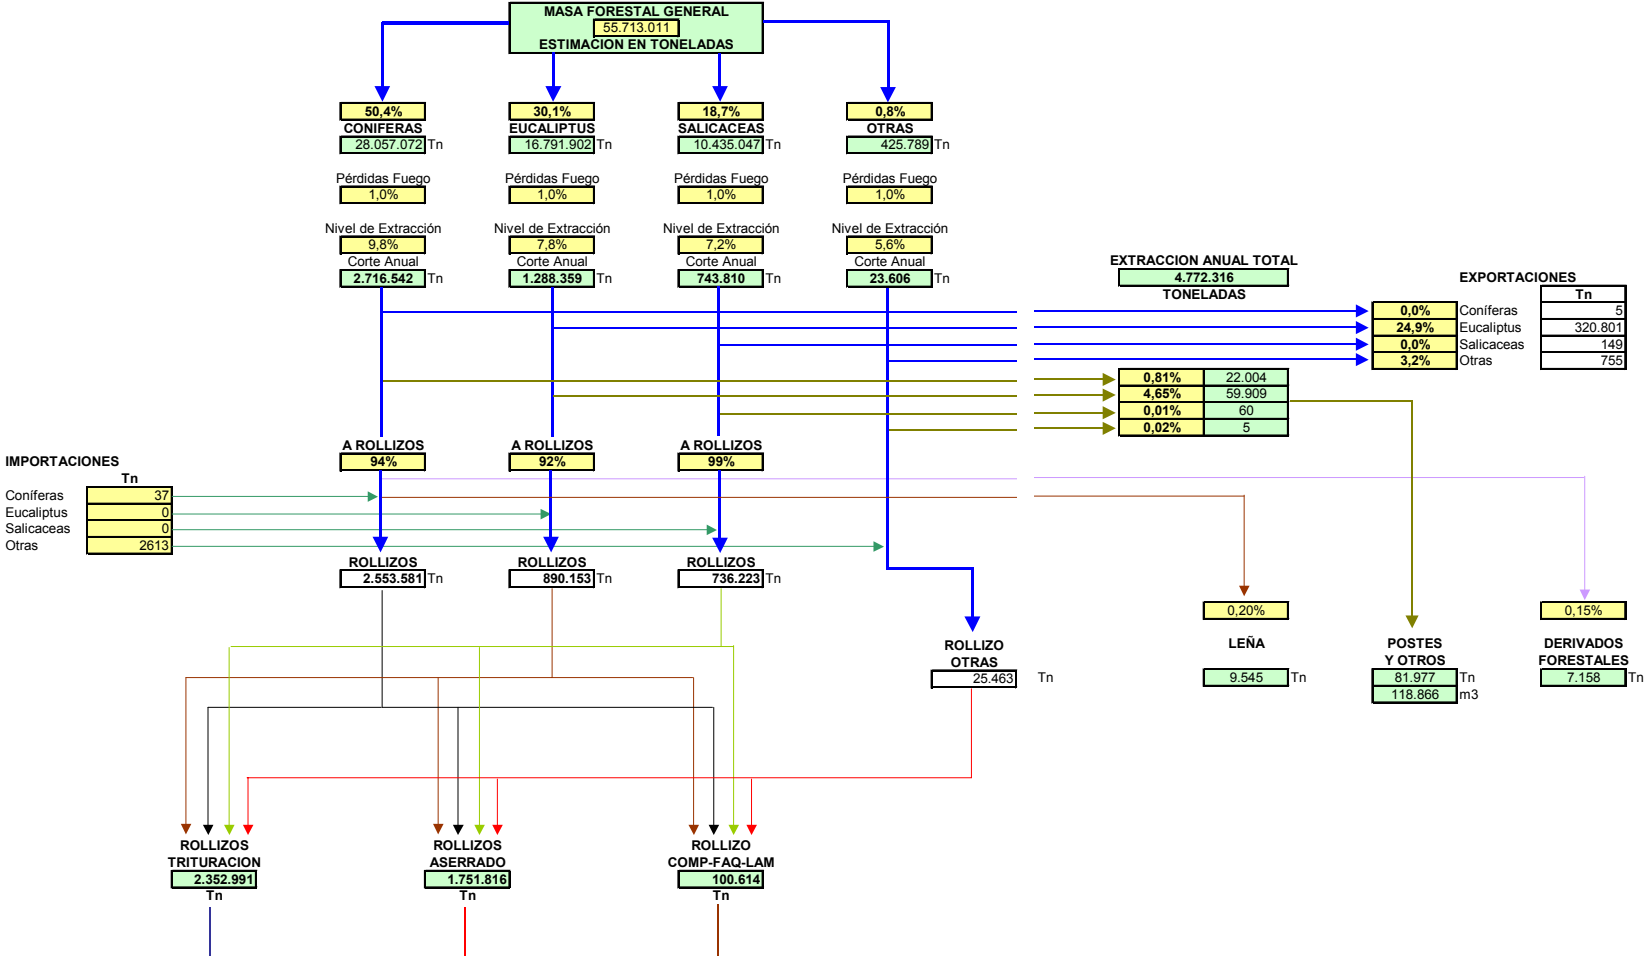 MASA FORESTAL GENERAL
55.713.011
ESTIMACION EN TONELADAS
50,4% 30,1% 18,7% 0,8%
CONIFERAS EUCALIPTUS SALICACEAS OTRAS
28.057.072 Tn 16.791.902 Tn 10.435.047 Tn 425.789 Tn
Pérdidas Fuego Pérdidas Fuego Pérdidas Fuego Pérdidas Fuego
1,0% 1,0% 1,0% 1,0%
Nivel de Extracción Nivel de Extracción Nivel de Extracción Nivel de Extracción
9,8% 7,8% 7,2% 5,6%
Corte Anual Corte Anual Corte Anual Corte Anual
2.716.542 Tn 1.288.359 Tn 743.810 Tn 23.606 Tn
EXTRACCION ANUAL TOTAL
4.772.316
TONELADAS
EXPORTACIONES
Tn
0,0% Coníferas 5
24,9% Eucaliptus 320.801
0,0% Salicaceas 149
3,2% Otras 755
0,81% 22.004
4,65% 59.909
0,01% 60
0,02% 5
A ROLLIZOS A ROLLIZOS A ROLLIZOS
94% 92% 99%
IMPORTACIONES
Tn
Coníferas 37
Eucaliptus 0
Salicaceas 0
Otras 2613
ROLLIZOS ROLLIZOS ROLLIZOS
2.553.581 Tn 890.153 Tn 736.223 Tn
0,20% 0,15%
ROLLIZO
OTRAS
25.463 Tn
LEÑA
9.545 Tn
POSTES
Y OTROS
81.977 Tn
118.866 m3
DERIVADOS
FORESTALES
7.158 Tn
ROLLIZOS
TRITURACION
2.352.991
Tn
ROLLIZOS
ASERRADO
1.751.816
Tn
ROLLIZO
COMP-FAQ-LAM
100.614
Tn